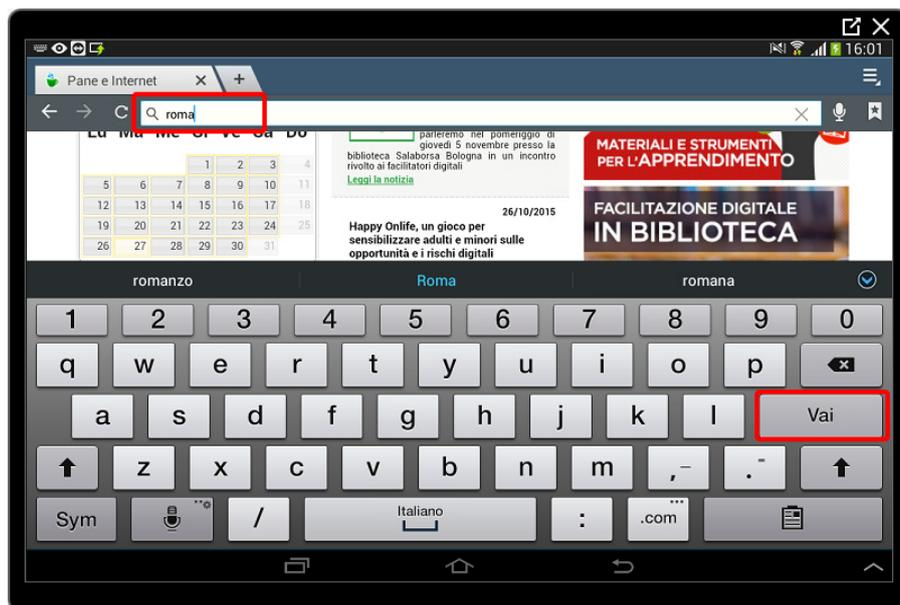 16:01
Pane e Internet
roma
Lu Ma Me Gi Ve Sa Do
1 2 3 4
5 6 7 8 9 10 11
12 13 14 15 16 17 18
19 20 21 22 23 24 25
26 27 28 29 30 31
parleremo nel pomeriggio di
giovedì 5 novembre presso la
biblioteca Salaborsa Bologna in un incontro
rivolto ai facilitatori digitali
Leggi la notizia
26/10/2015
Happy Onlife, un gioco per
sensibilizzare adulti e minori sulle
opportunità e i rischi digitali
MATERIALI E STRUMENTI
PER L'APPRENDIMENTO
FACILITAZIONE DIGITALE
IN BIBLIOTECA
romanzo Roma romana
1 2 3 4 5 6 7 8 9 0
q w e r t y u i o p
a s d f g h j k l Vai
z x c v b n m ,- .-
Sym / Italiano : .com